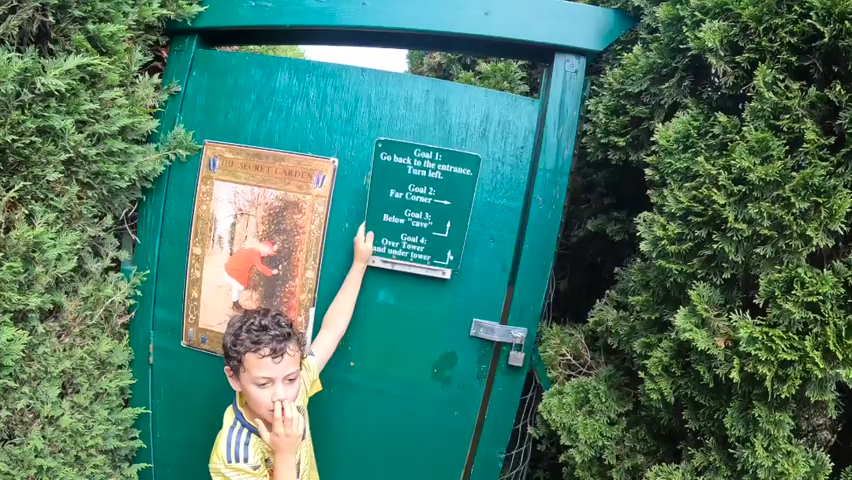 THE SECRET GARDEN
Goal 1:
Go back to the entrance.
Turn left.
Goal 2:
Far Corner
Goal 3:
Below "cave"
Goal 4:
Over Tower
and under tower